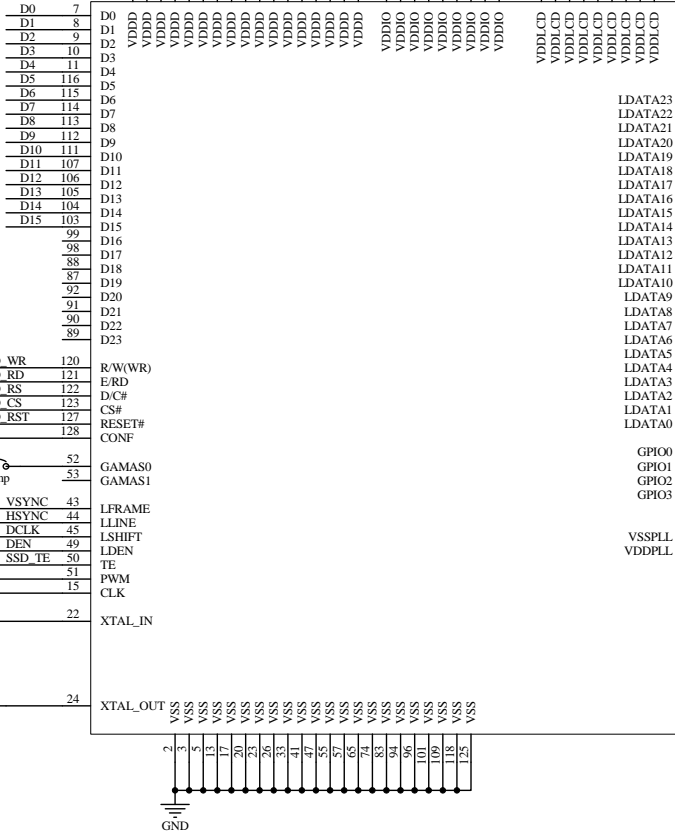 D0 7 D0
D1 8 D1
D2 9 D2
D3 10 D3
D4 11 D4
D5 116 D5
D6 115 D6
D7 114 D7
D8 113 D8
D9 112 D9
D10 111 D10
D11 107 D11
D12 106 D12
D13 105 D13
D14 104 D14
D15 103 D15
99 D16
98 D17
88 D18
87 D19
92 D20
91 D21
90 D22
89 D23
_WR 120 R/W(WR)
_RD 121 E/RD
_RS 122 D/C#
_CS 123 CS#
_RST 127 RESET#
128 CONF
52 GAMAS0
53 GAMAS1
VSYNC 43 LFRAME
HSYNC 44 LLINE
DCLK 45 LSHIFT
DEN 49 LDEN
SSD_TE 50 TE
51 PWM
15 CLK
22 XTAL_IN
24 XTAL_OUT
VDDD VDDD VDDD VDDD VDDD VDDD VDDD VDDD VDDD VDDD VDDD VDDD VDDD VDDD VDDD VDDD VDDD
VDDIO VDDIO VDDIO VDDIO VDDIO VDDIO VDDIO VDDIO VDDIO
VDDLCD VDDLCD VDDLCD VDDLCD VDDLCD VDDLCD VDDLCD VDDLCD VDDLCD
LDATA23
LDATA22
LDATA21
LDATA20
LDATA19
LDATA18
LDATA17
LDATA16
LDATA15
LDATA14
LDATA13
LDATA12
LDATA11
LDATA10
LDATA9
LDATA8
LDATA7
LDATA6
LDATA5
LDATA4
LDATA3
LDATA2
LDATA1
LDATA0
GPIO0
GPIO1
GPIO2
GPIO3
VSSPLL
VDDPLL
VSS VSS VSS VSS VSS VSS VSS VSS VSS VSS VSS VSS VSS VSS VSS VSS VSS VSS VSS VSS VSS VSS
2 3 5 13 17 20 23 26 33 41 47 55 57 65 74 83 94 96 101 109 118 125
GND